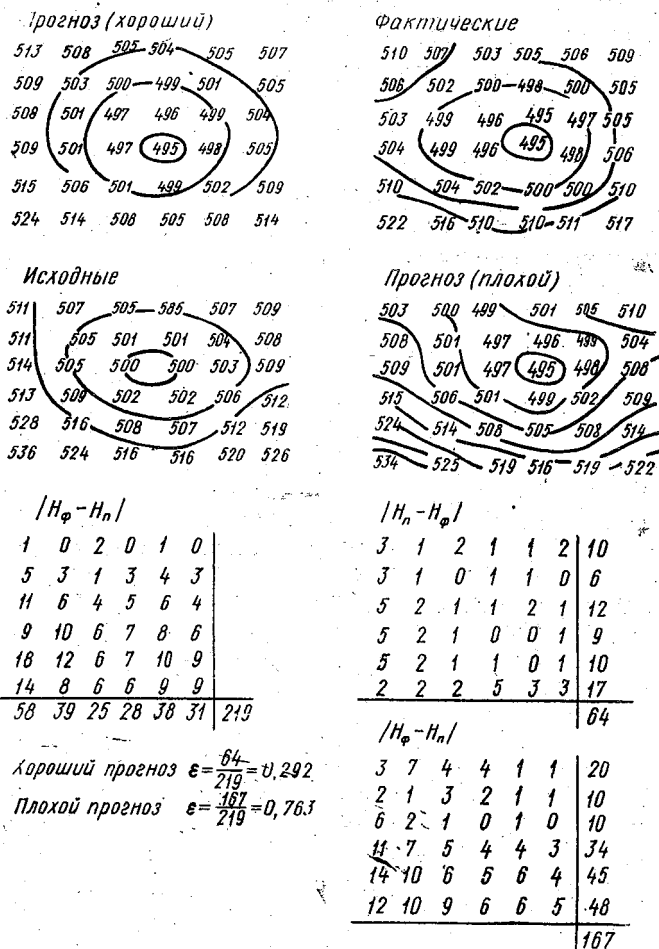 Прогноз (хороший)
513 508 505 504 505 507
509 503 500 499 501 505
508 501 497 496 499 504
509 501 497 495 498 505
515 506 501 499 502 509
524 514 508 505 508 514
Фактические
510 507 503 505 506 509
506 502 500 498 500 505
503 499 496 495 497 505
504 499 496 495 498 506
510 504 502 500 500 510
522 516 510 510 511 517
Исходные
511 507 505 505 507 509
511 505 501 501 504 508
514 505 500 500 503 509
513 509 502 502 506 512
528 516 508 507 512 519
536 524 516 516 520 526
Прогноз (плохой)
503 500 499 501 505 510
508 501 497 496 499 504
509 501 497 495 498 508
515 506 501 499 502 509
524 514 508 505 508 514
534 525 519 516 519 522
|Hф-Hп|
1 0 2 0 1 0
5 3 1 3 4 3
11 6 4 5 6 4
9 10 6 7 8 6
18 12 6 7 10 9
14 8 6 6 9 9
58 39 25 28 38 31 219
Хороший прогноз ε=64/219=0,292
Плохой прогноз ε=167/219=0,763
|Hп-Hф|
3 1 2 1 1 2 10
3 1 0 1 1 0 6
5 2 1 1 2 1 12
5 2 1 0 0 1 9
5 2 1 1 0 1 10
2 2 2 5 3 3 17
64
|Hф-Hп|
3 7 4 4 1 1 20
2 1 3 2 1 1 10
6 2 1 0 1 0 10
11 7 5 4 4 3 34
14 10 6 5 6 4 45
12 10 9 6 6 5 48
167